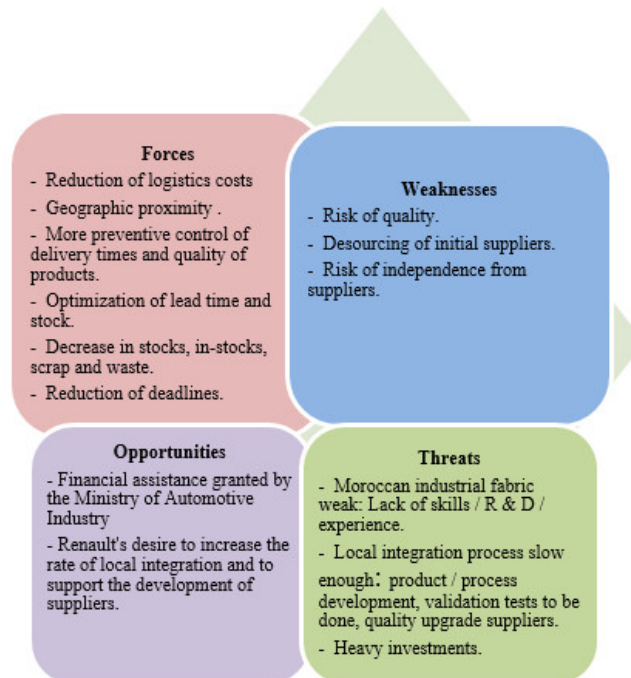 Forces
- Reduction of logistics costs
- Geographic proximity .
- More preventive control of
delivery times and quality of
products.
- Optimization of lead time and
stock.
- Decrease in stocks, in-stocks,
scrap and waste.
- Reduction of deadlines.
Weaknesses
- Risk of quality.
- Desourcing of initial suppliers.
- Risk of independence from
suppliers.
Opportunities
- Financial assistance granted by
the Ministry of Automotive
Industry
- Renault's desire to increase the
rate of local integration and to
support the development of
suppliers.
Threats
- Moroccan industrial fabric
weak: Lack of skills / R & D /
experience.
- Local integration process slow
enough: product / process
development, validation tests to be
done, quality upgrade suppliers.
- Heavy investments.